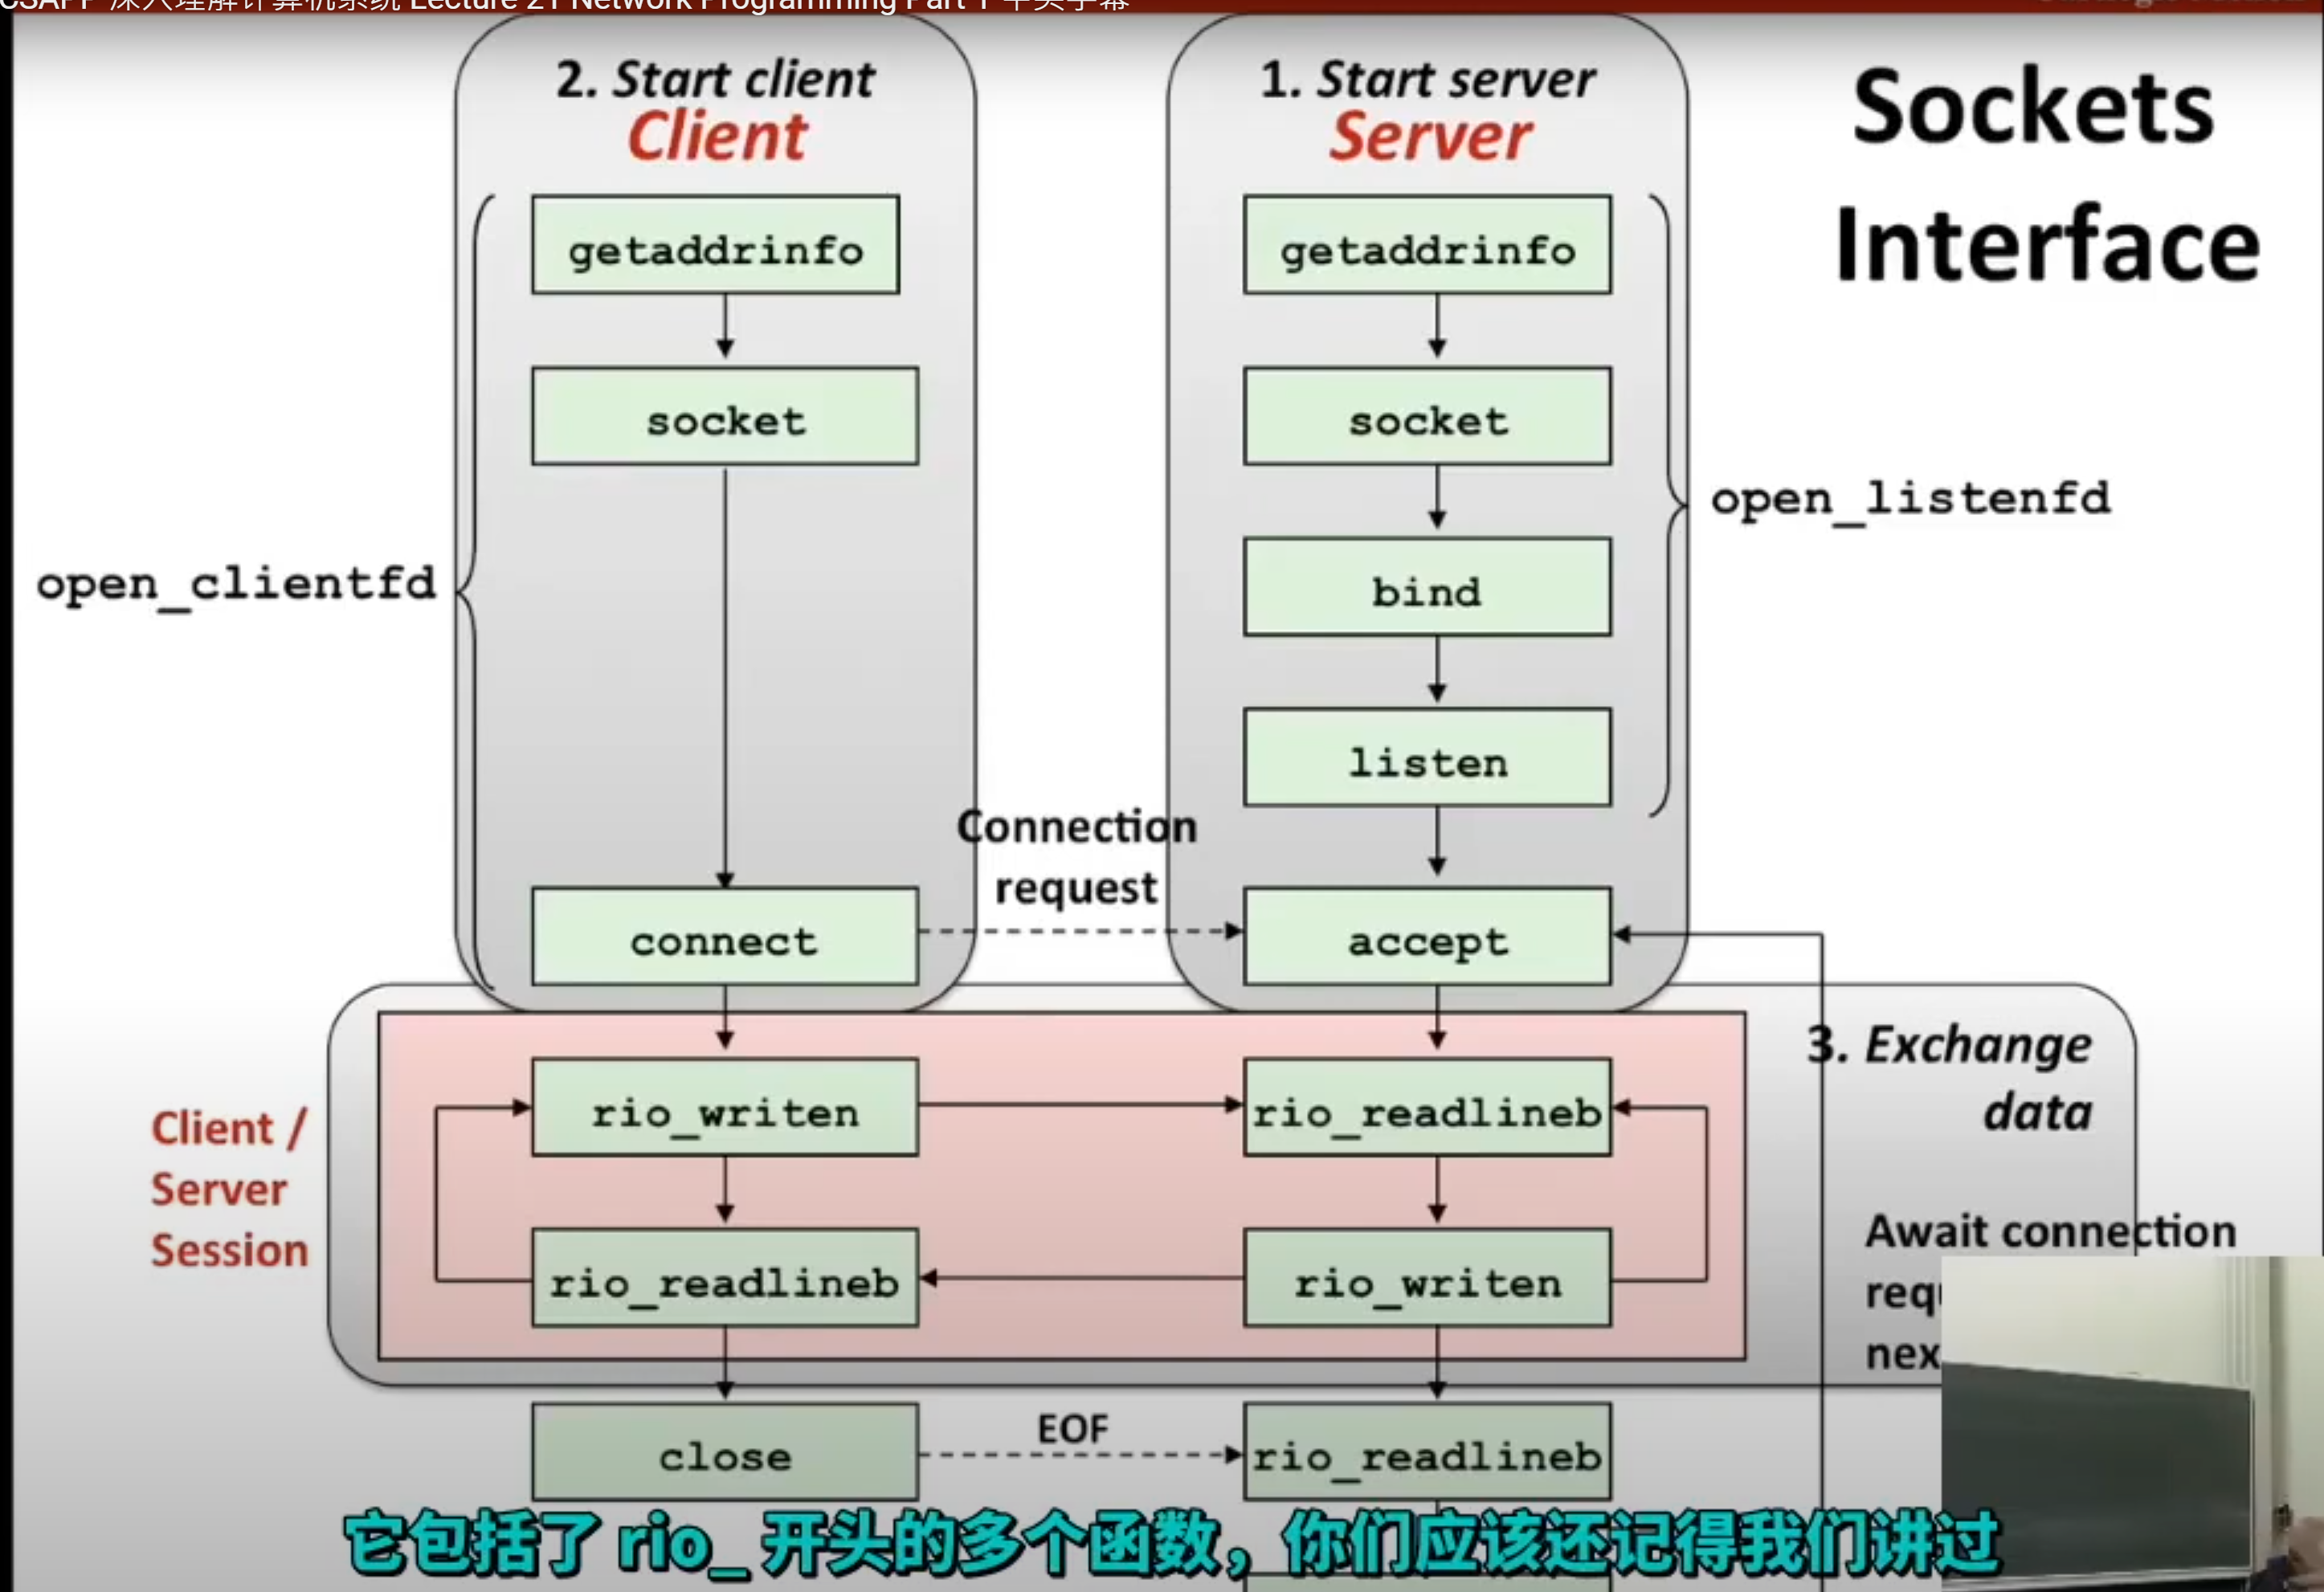 CSAPP 深入理解计算机系统 Lecture 21 Network Programming Part 1 中英字幕
2. Start client
Client
1. Start server
Server
Sockets
Interface
getaddrinfo
getaddrinfo
socket
socket
open_listenfd
bind
open_clientfd
listen
Connection
request
connect
accept
3. Exchange
data
Client /
Server
Session
rio_writen
rio_readlineb
rio_readlineb
rio_writen
Await connection
close
EOF
rio_readlineb
它包括了 rio_ 开头的多个函数，你们应该还记得我们讲过